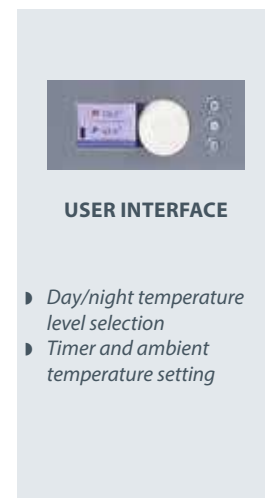 USER INTERFACE
◗ Day/night temperature
level selection
◗ Timer and ambient
temperature setting